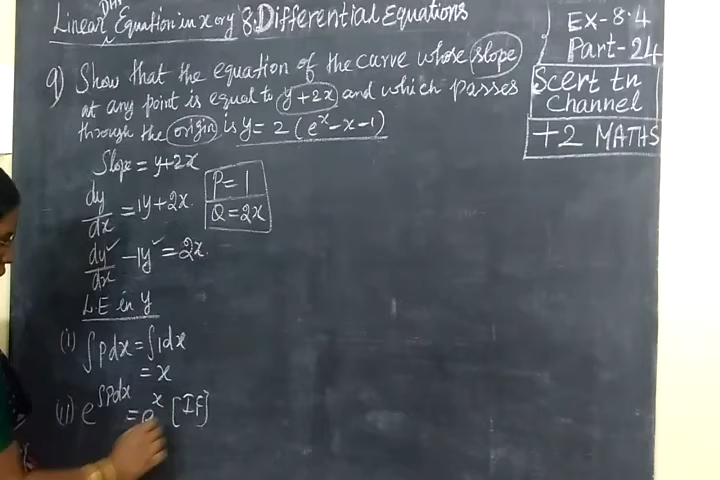 Linear Diff Equation in x or y 8. Differential Equations
Ex-8.4
Part-24
Scert tn
Channel
+2 MATHS
9) Show that the equation of the curve whose slope
at any point is equal to y+2x and which passes
through the origin is y = 2(e^x - x - 1)
Slope = y+2x
dy/dx = 1y + 2x.
P = 1
Q = 2x
dy/dx - 1y = 2x.
L.E in y
(i) ∫Pdx = ∫1dx
= x
(ii) e^∫Pdx = e^x [IF]